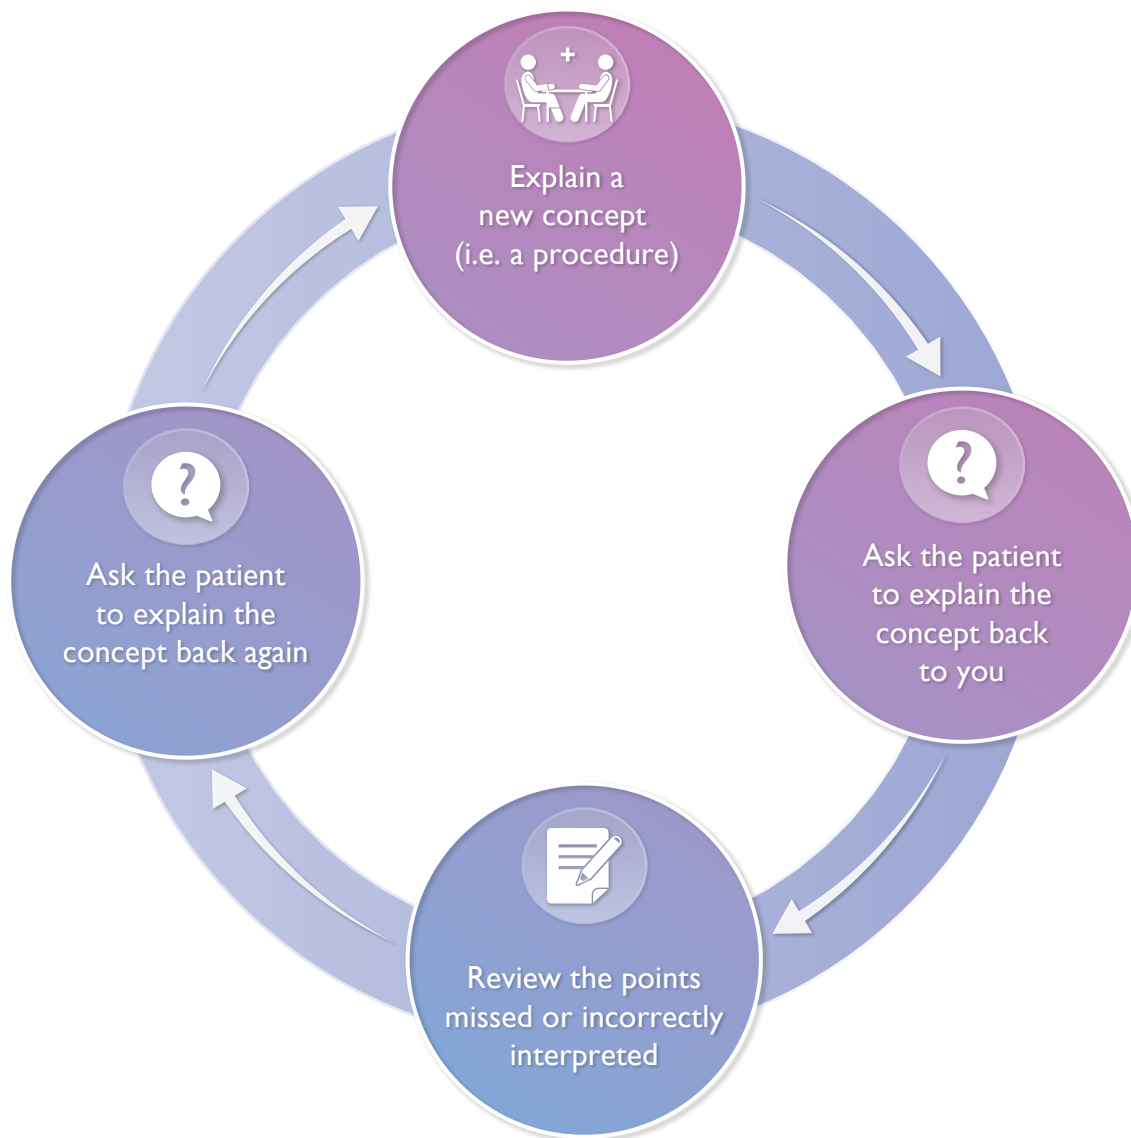 Explain a
new concept
(i.e. a procedure)
Ask the patient
to explain the
concept back
to you
Review the points
missed or incorrectly
interpreted
Ask the patient
to explain the
concept back again